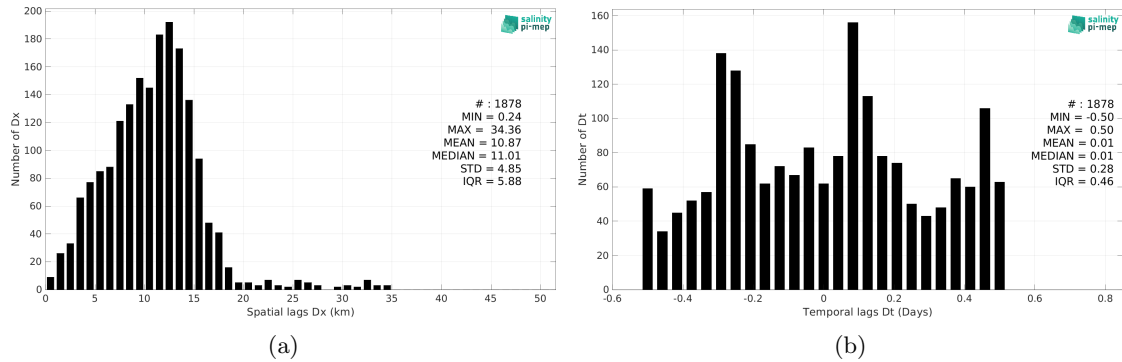 salinity
pi-mep
200
180
160
140
120
100
80
60
40
20
0
Number of Dx
# : 1878
MIN = 0.24
MAX = 34.36
MEAN = 10.87
MEDIAN = 11.01
STD = 4.85
IQR = 5.88
0 5 10 15 20 25 30 35 40 45 50
Spatial lags Dx (km)
(a)
salinity
pi-mep
160
140
120
100
80
60
40
20
0
Number of Dt
# : 1878
MIN = -0.50
MAX = 0.50
MEAN = 0.01
MEDIAN = 0.01
STD = 0.28
IQR = 0.46
-0.6 -0.4 -0.2 0 0.2 0.4 0.6 0.8
Temporal lags Dt (Days)
(b)